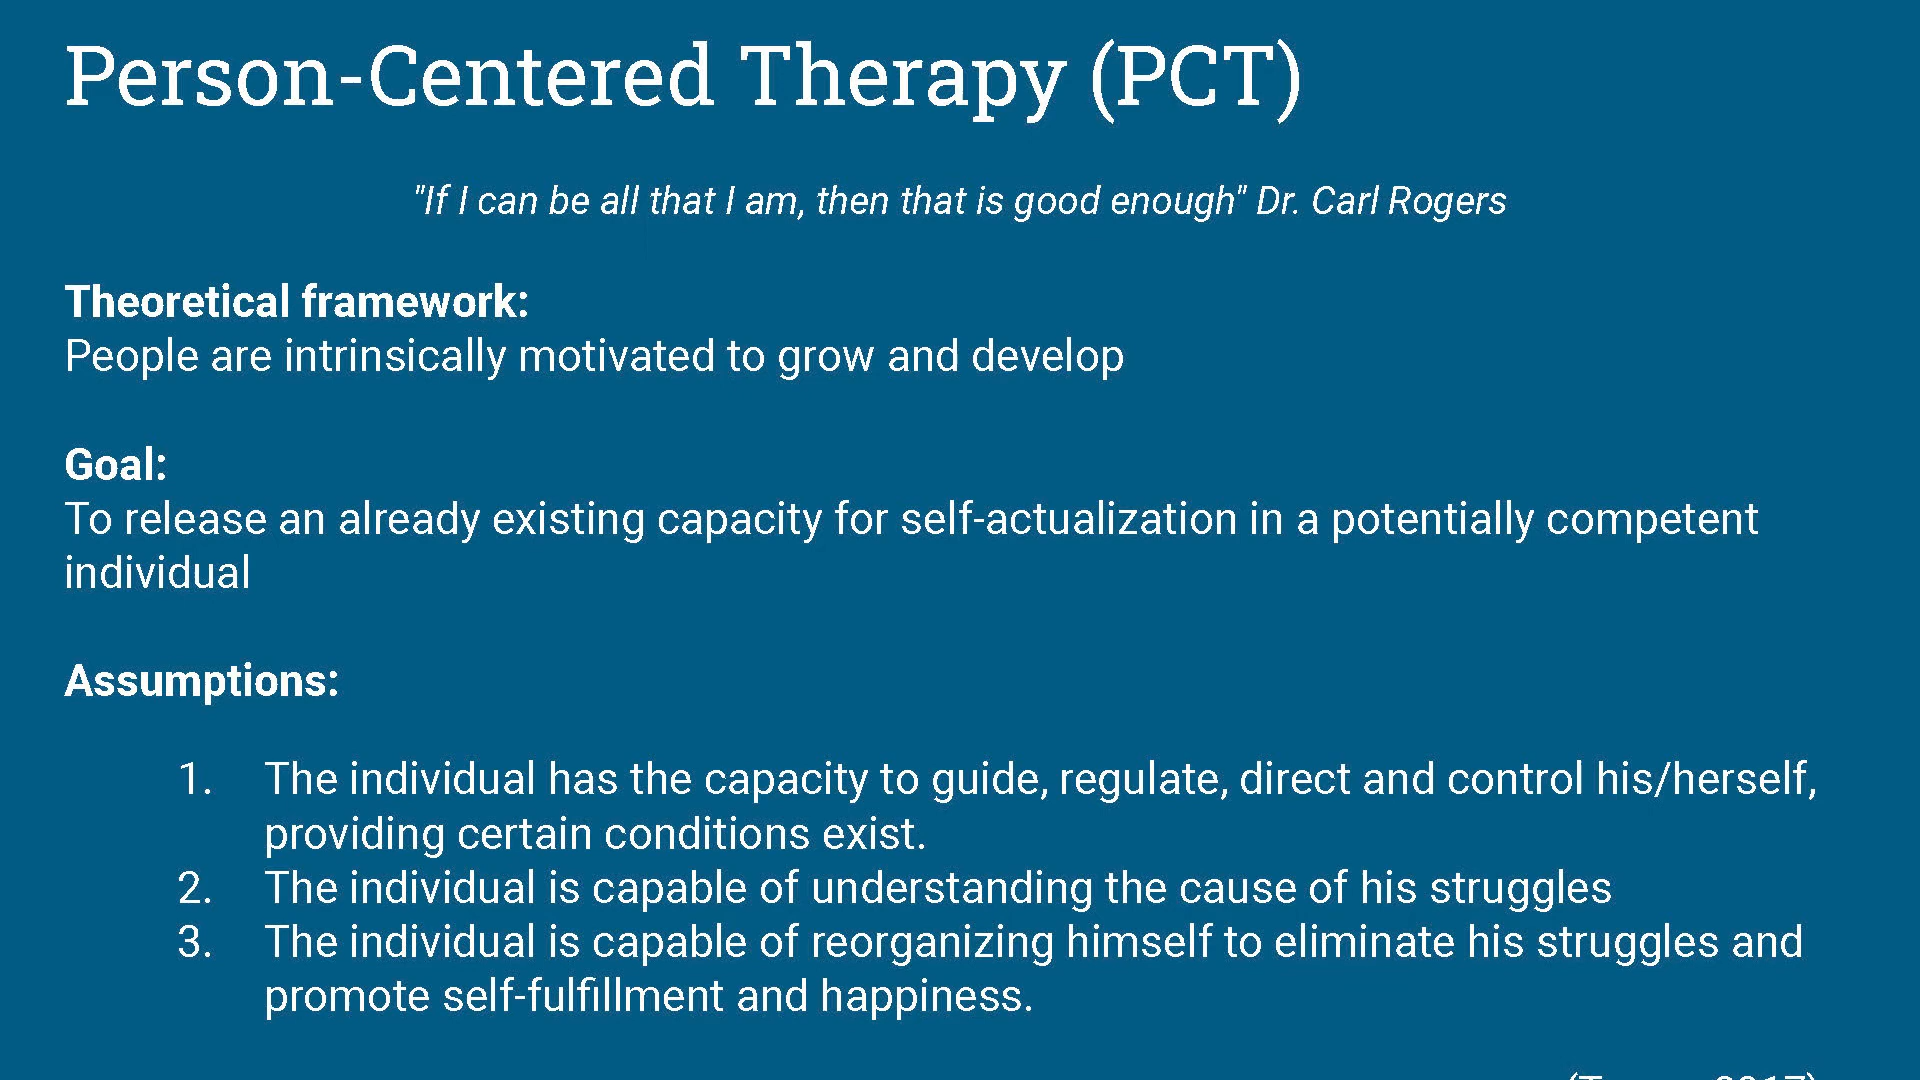 Person-Centered Therapy (PCT)
"If I can be all that I am, then that is good enough" Dr. Carl Rogers
Theoretical framework:
People are intrinsically motivated to grow and develop
Goal:
To release an already existing capacity for self-actualization in a potentially competent
individual
Assumptions:
1. The individual has the capacity to guide, regulate, direct and control his/herself,
providing certain conditions exist.
2. The individual is capable of understanding the cause of his struggles
3. The individual is capable of reorganizing himself to eliminate his struggles and
promote self-fulfillment and happiness.